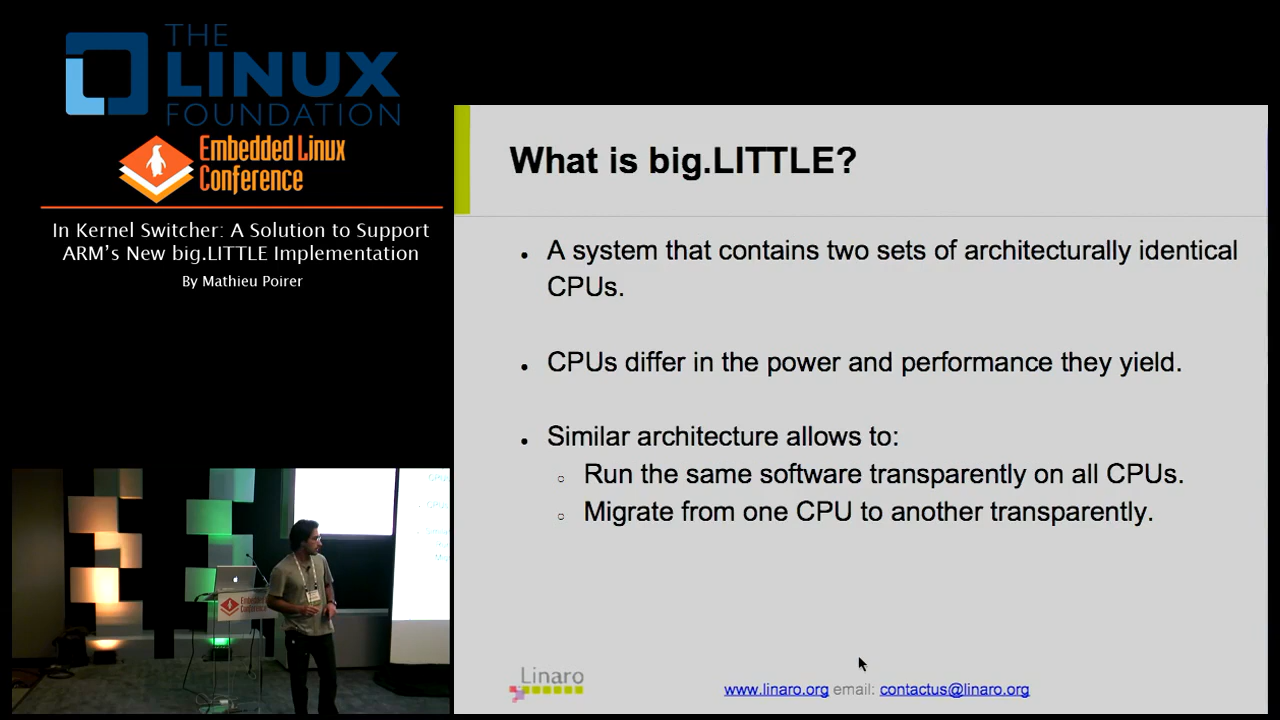 THE
LINUX
FOUNDATION
Embedded Linux
Conference
In Kernel Switcher: A Solution to Support
ARM's New big.LITTLE Implementation
By Mathieu Poirer
What is big.LITTLE?
• A system that contains two sets of architecturally identical
CPUs.
• CPUs differ in the power and performance they yield.
• Similar architecture allows to:
○ Run the same software transparently on all CPUs.
○ Migrate from one CPU to another transparently.
Embedded
Conference
Linaro
www.linaro.org email: contactus@linaro.org